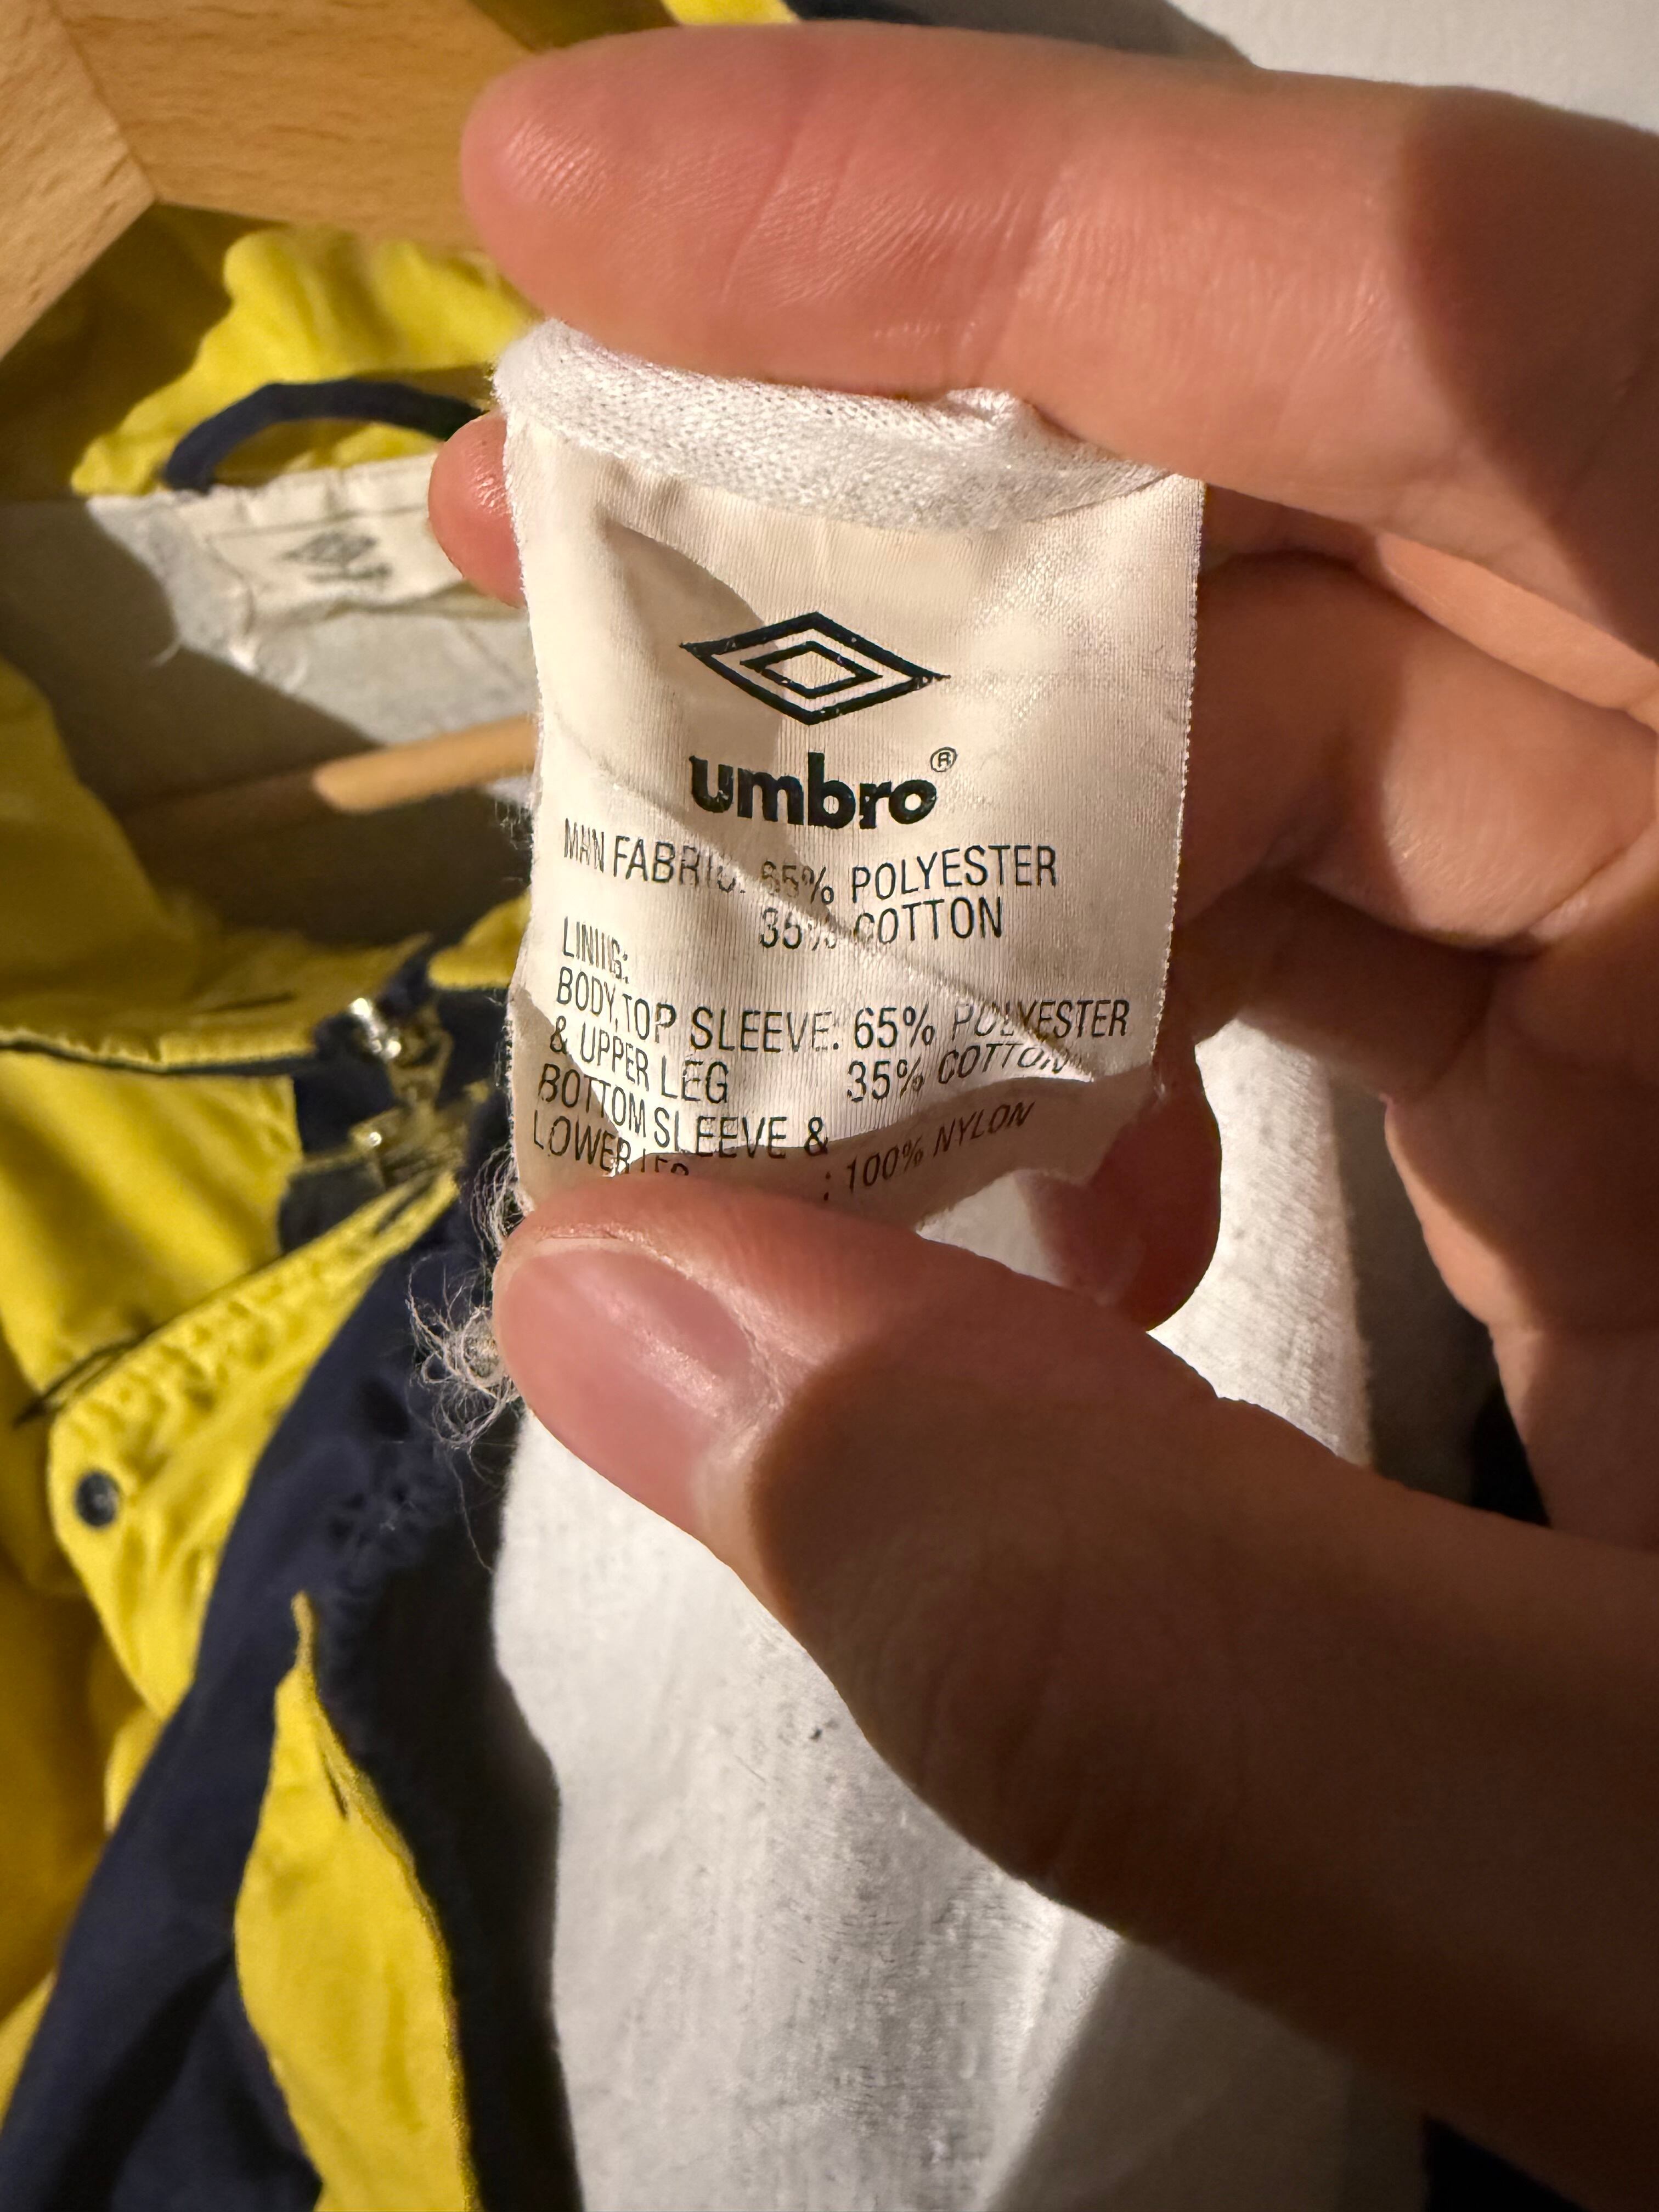 umbro®
MAIN FABRIC: 65% POLYESTER
35% COTTON
LINING:
BODY, TOP SLEEVE: 65% POLYESTER
& UPPER LEG 35% COTTON
BOTTOM SLEEVE &
LOWER LEG : 100% NYLON